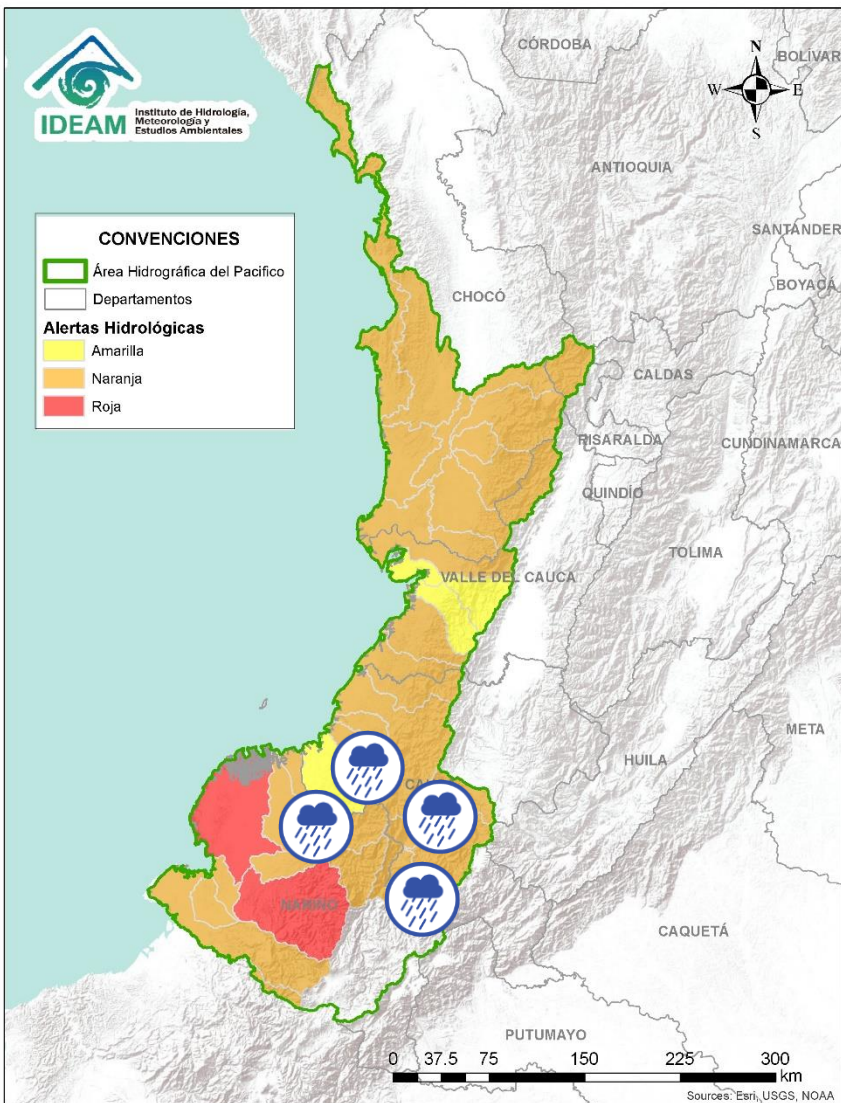 IDEAM
Instituto de Hidrología,
Meteorología y
Estudios Ambientales
CONVENCIONES
Área Hidrográfica del Pacifico
Departamentos
Alertas Hidrológicas
Amarilla
Naranja
Roja
N
W
E
S
CÓRDOBA
BOLÍVAR
ANTIOQUIA
SANTANDER
BOYACÁ
CHOCÓ
CALDAS
RISARALDA
CUNDINAMARCA
QUINDÍO
TOLIMA
VALLE DEL CAUCA
META
HUILA
NARIÑO
CAQUETÁ
PUTUMAYO
0 37.5 75 150 225 300
km
Sources: Esri, USGS, NOAA